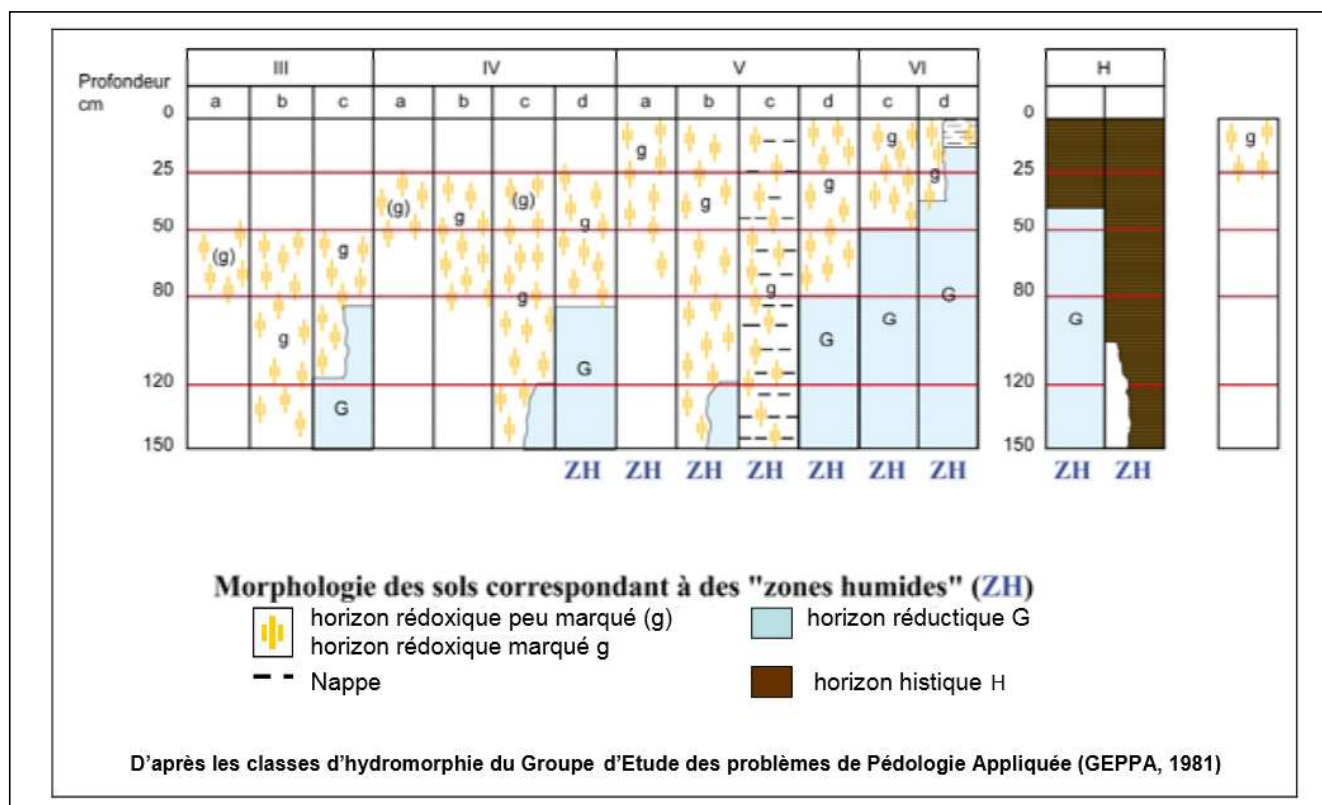 III IV V VI H
Profondeur
cm
a b c a b c d a b c d c d
0 0
g g g g
25 25
(g) g (g) g g g g
50 50
(g) g g
80 g g G 80
g G G G G
120 G 120
G
150 150
ZH ZH ZH ZH ZH ZH ZH ZH ZH
Morphologie des sols correspondant à des "zones humides" (ZH)
horizon rédoxique peu marqué (g) horizon réductique G
horizon rédoxique marqué g
Nappe horizon histique H
D'après les classes d'hydromorphie du Groupe d'Etude des problèmes de Pédologie Appliquée (GEPPA, 1981)